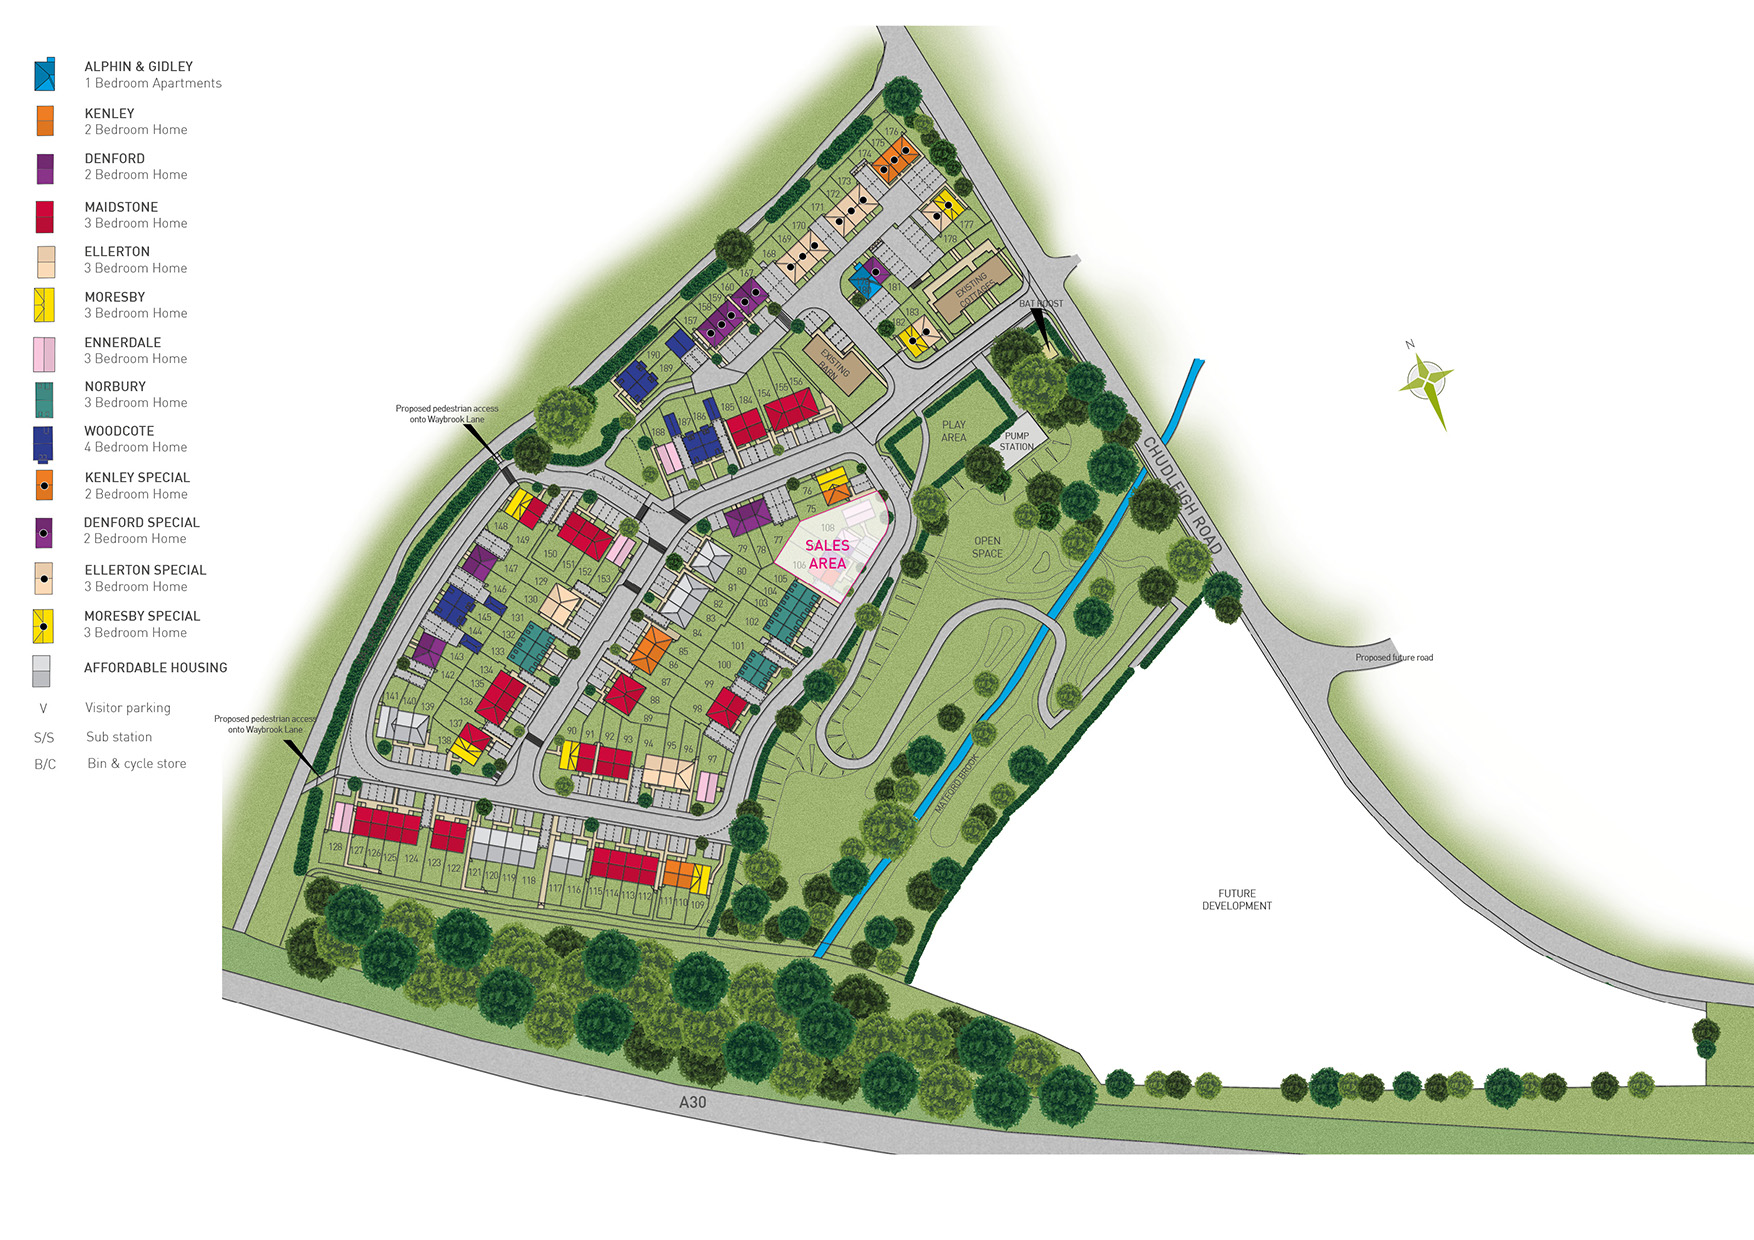 ALPHIN & GIDLEY
1 Bedroom Apartments
KENLEY
2 Bedroom Home
DENFORD
2 Bedroom Home
MAIDSTONE
3 Bedroom Home
ELLERTON
3 Bedroom Home
MORESBY
3 Bedroom Home
ENNERDALE
3 Bedroom Home
NORBURY
3 Bedroom Home
WOODCOTE
4 Bedroom Home
KENLEY SPECIAL
2 Bedroom Home
DENFORD SPECIAL
2 Bedroom Home
ELLERTON SPECIAL
3 Bedroom Home
MORESBY SPECIAL
3 Bedroom Home
AFFORDABLE HOUSING
V Visitor parking
S/S Sub station
B/C Bin & cycle store
N
176
175
174
173
172
171
170
169
168
167
160
159
158
157
177
178
181
183
182
EXISTING
COTTAGES
BAT ROOST
EXISTING
BARN
190
189
188
187
186
185
184
154
155
156
Proposed pedestrian access
onto Waybrook Lane
PLAY
AREA
PUMP
STATION
CHUDLEIGH ROAD
OPEN
SPACE
76
75
77
78
79
80
81
82
83
84
85
86
87
88
89
108
106
SALES
AREA
105
104
103
102
101
100
99
98
148
149
150
151
152
153
147
146
145
144
143
142
141
140
139
138
137
136
135
134
133
132
131
130
129
90
91
92
93
94
95
96
97
Proposed pedestrian access
onto Waybrook Lane
Proposed future road
MATFORD BROOK
128
127
126
125
124
123
122
121
120
119
118
117
116
115
114
113
112
111
110
109
FUTURE
DEVELOPMENT
A30